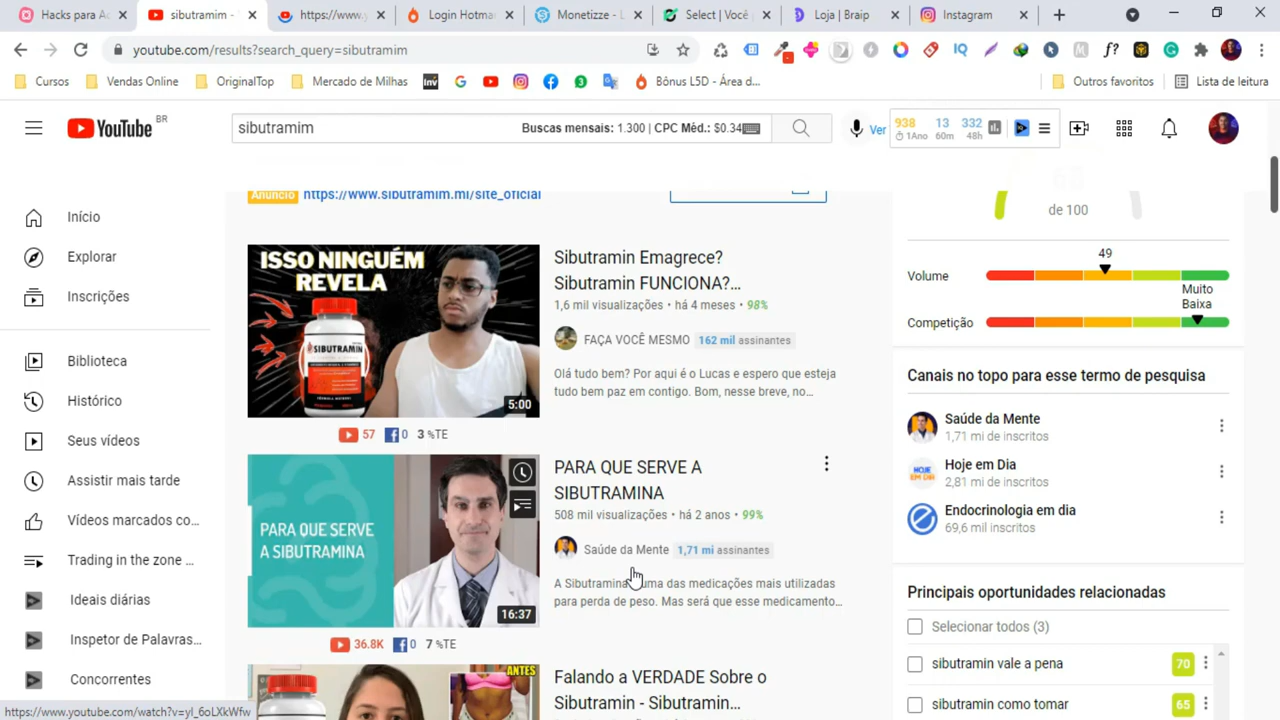 Hacks para Ac
sibutramim -
https://www.y
Login Hotma
Monetizze - L
Select | Você
Loja | Braip
Instagram
youtube.com/results?search_query=sibutramim
Cursos
Vendas Online
OriginalTop
Mercado de Milhas
Inv
Bônus L5D - Área d...
Outros favoritos
Lista de leitura
YouTube BR
sibutramim
Buscas mensais: 1.300 | CPC Méd.: $0.34
Ver
938 13 332
1Ano 60m 48h
Anúncio https://www.sibutramim.ml/site_oficial
Início
Explorar
Inscrições
Biblioteca
Histórico
Seus vídeos
Assistir mais tarde
Vídeos marcados co...
Trading in the zone ...
Ideais diárias
Inspetor de Palavras...
Concorrentes
ISSO NINGUÉM
REVELA
SIBUTRAMIN
5:00
Sibutramin Emagrece?
Sibutramin FUNCIONA?...
1,6 mil visualizações • há 4 meses • 98%
FAÇA VOCÊ MESMO 162 mil assinantes
Olá tudo bem? Por aqui é o Lucas e espero que esteja
tudo bem paz em contigo. Bom, nesse breve, no...
57 0 3 %TE
PARA QUE SERVE
A SIBUTRAMINA
16:37
PARA QUE SERVE A
SIBUTRAMINA
508 mil visualizações • há 2 anos • 99%
Saúde da Mente 1,71 mi assinantes
A Sibutramina uma das medicações mais utilizadas
para perda de peso. Mas será que esse medicamento...
36.8K 0 7 %TE
ANTES
Falando a VERDADE Sobre o
Sibutramin - Sibutramin...
de 100
49
Volume
Muito
Baixa
Competição
Canais no topo para esse termo de pesquisa
Saúde da Mente
1,71 mi de inscritos
HOJE
EM DIA
Hoje em Dia
2,81 mi de inscritos
Endocrinologia em dia
69,6 mil inscritos
Principais oportunidades relacionadas
Selecionar todos (3)
sibutramin vale a pena 70
sibutramin como tomar 65
https://www.youtube.com/watch?v=yl_6oLXkWfw